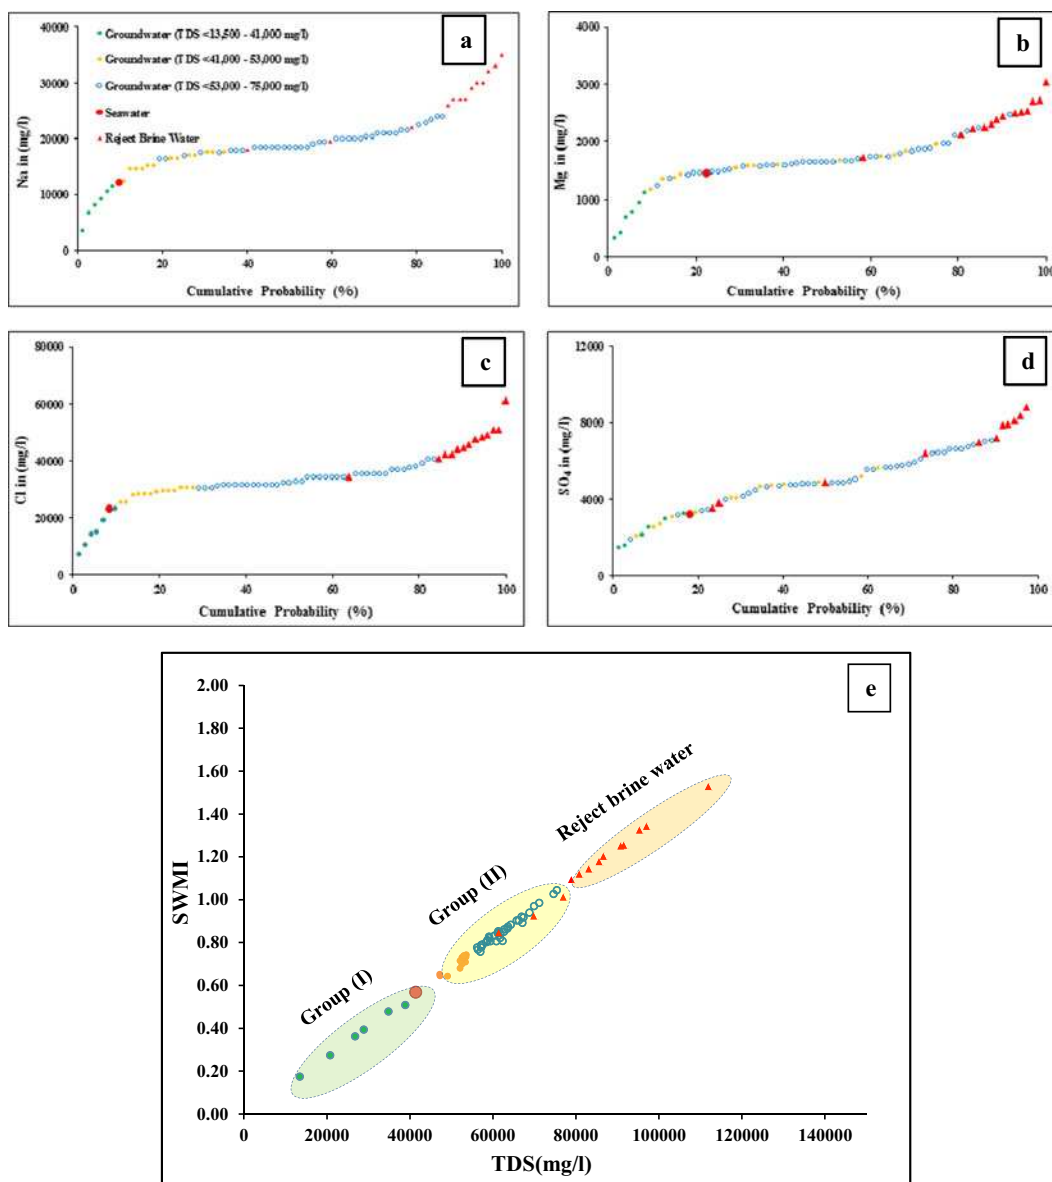 a
40000
30000
20000
10000
0
Na in (mg/l)
Groundwater (TDS <13,500 - 41,000 mg/l)
Groundwater (TDS <41,000 - 53,000 mg/l)
Groundwater (TDS <53,000 - 75,000 mg/l)
Seawater
Reject Brine Water
0 20 40 60 80 100
Cumulative Probability (%)
b
4000
3000
2000
1000
0
Mg in (mg/l)
0 20 40 60 80 100
Cumulative Probability (%)
c
80000
60000
40000
20000
0
Cl in (mg/l)
0 20 40 60 80 100
Cumulative Probability (%)
d
12000
8000
4000
0
SO4 in (mg/l)
0 20 40 60 80 100
Cumulative Probability (%)
e
2.00
1.80
1.60
1.40
1.20
1.00
0.80
0.60
0.40
0.20
0.00
SWMI
Reject brine water
Group (II)
Group (I)
0 20000 40000 60000 80000 100000 120000 140000
TDS(mg/l)